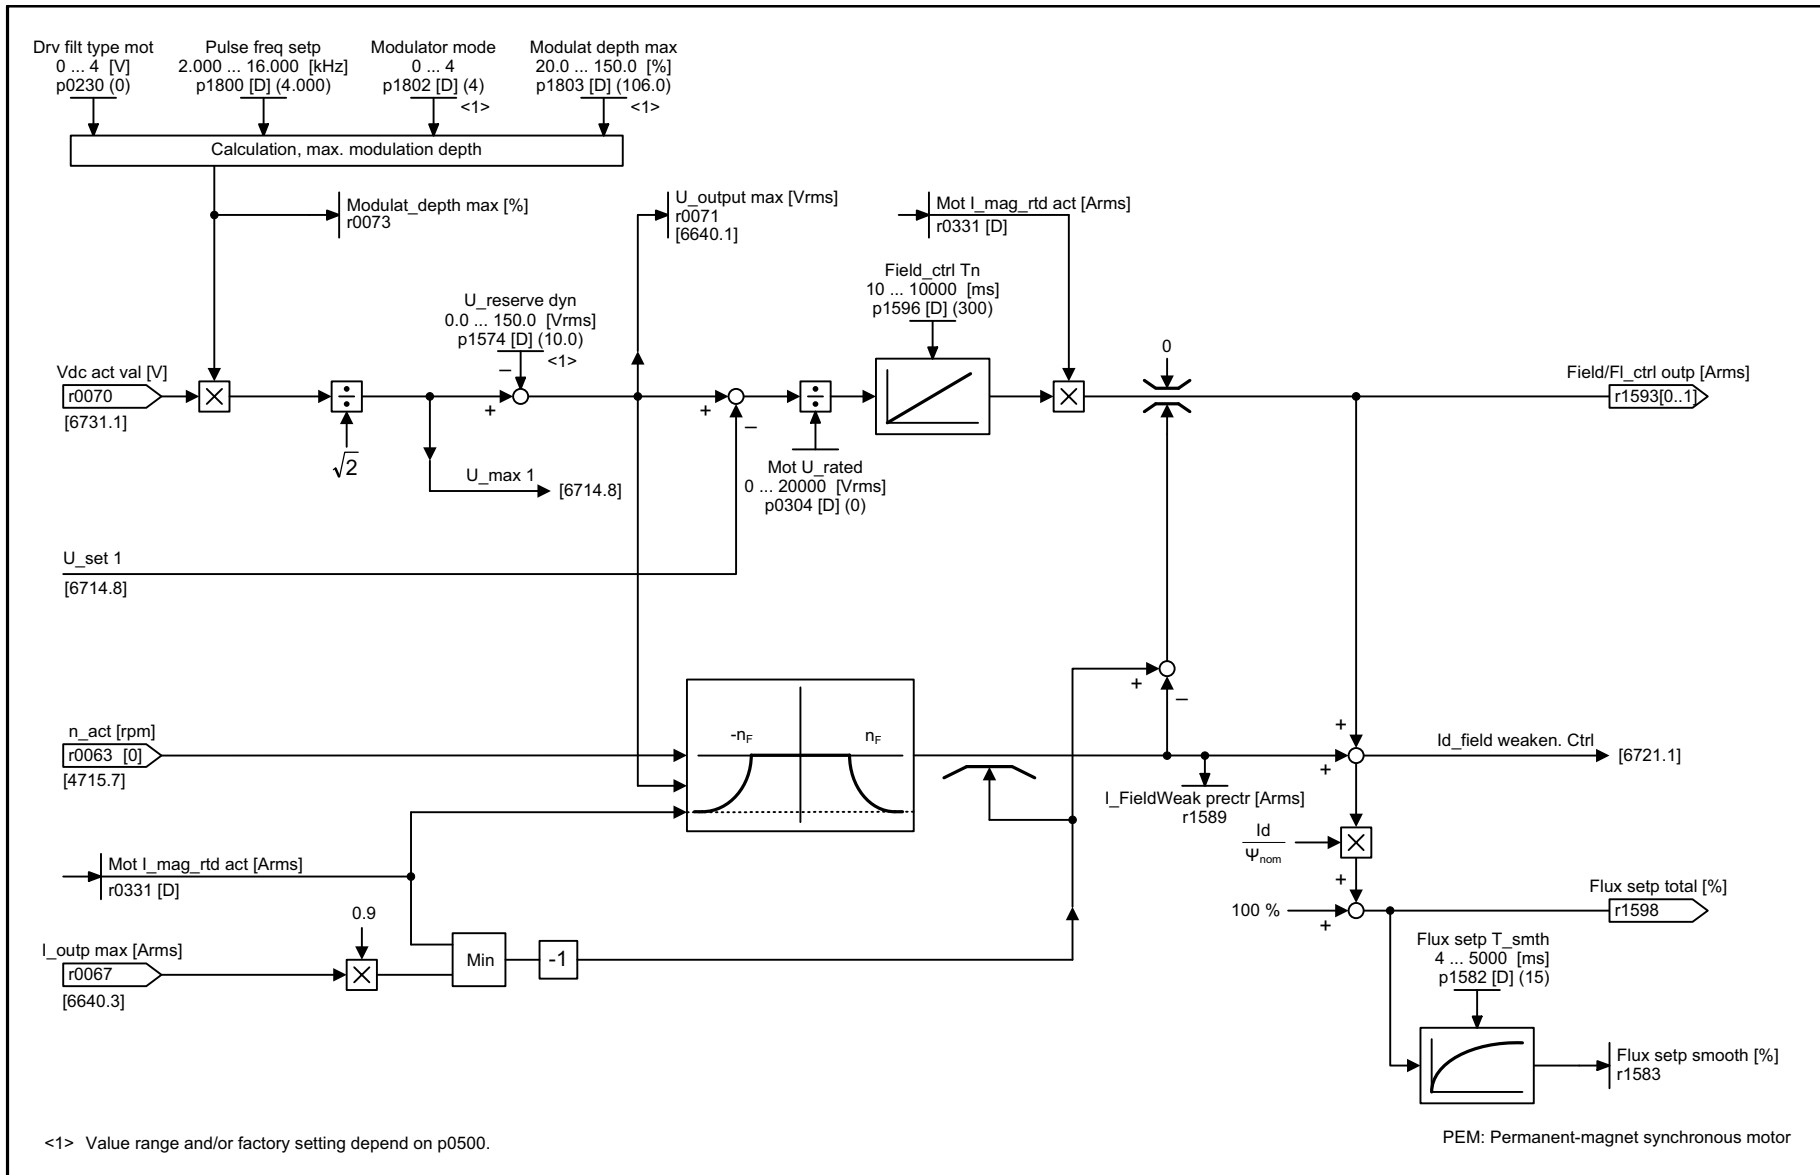 Drv filt type mot
0 ... 4 [V]
p0230 (0)
Pulse freq setp
2.000 ... 16.000 [kHz]
p1800 [D] (4.000)
Modulator mode
0 ... 4
p1802 [D] (4)
<1>
Modulat depth max
20.0 ... 150.0 [%]
p1803 [D] (106.0)
<1>
Calculation, max. modulation depth
Modulat_depth max [%]
r0073
U_output max [Vrms]
r0071
[6640.1]
Mot I_mag_rtd act [Arms]
r0331 [D]
Field_ctrl Tn
10 ... 10000 [ms]
p1596 [D] (300)
U_reserve dyn
0.0 ... 150.0 [Vrms]
p1574 [D] (10.0)
<1>
–
+
Vdc act val [V]
r0070
[6731.1]
×
÷
√2
U_max 1
[6714.8]
+
–
÷
Mot U_rated
0 ... 20000 [Vrms]
p0304 [D] (0)
×
0
Field/Fl_ctrl outp [Arms]
r1593[0..1]
U_set 1
[6714.8]
+
–
n_act [rpm]
r0063 [0]
[4715.7]
-nF
nF
I_FieldWeak prectr [Arms]
r1589
+
+
Id_field weaken. Ctrl
[6721.1]
Id
Ψnom
×
+
100 %
+
Flux setp total [%]
r1598
Mot I_mag_rtd act [Arms]
r0331 [D]
0.9
I_outp max [Arms]
r0067
[6640.3]
×
Min
-1
Flux setp T_smth
4 ... 5000 [ms]
p1582 [D] (15)
Flux setp smooth [%]
r1583
<1> Value range and/or factory setting depend on p0500.
PEM: Permanent-magnet synchronous motor